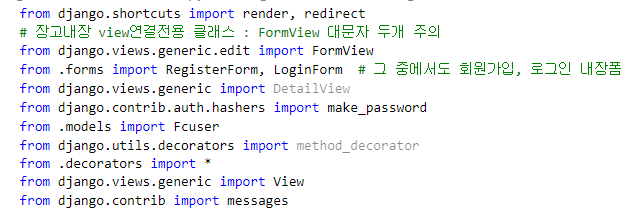 from django.shortcuts import render, redirect
# 장고내장 view연결전용 클래스 : FormView 대문자 두개 주의
from django.views.generic.edit import FormView
from .forms import RegisterForm, LoginForm  # 그 중에서도 회원가입, 로그인 내장폼
from django.views.generic import DetailView
from django.contrib.auth.hashers import make_password
from .models import Fcuser
from django.utils.decorators import method_decorator
from .decorators import *
from django.views.generic import View
from django.contrib import messages